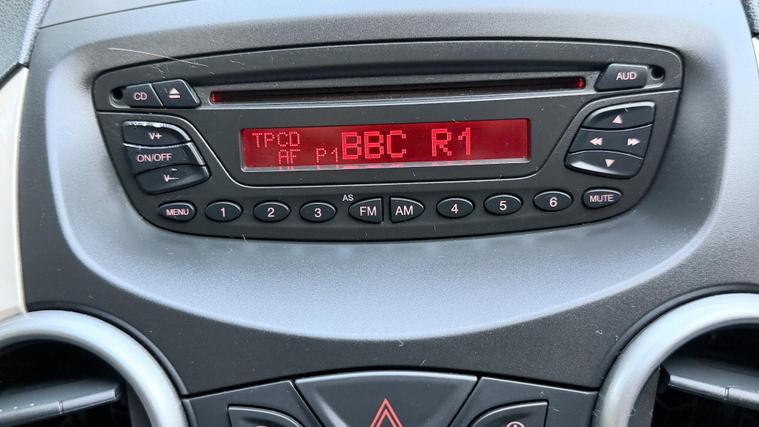 CD
AUD
V+
ON/OFF
V-
TPCD
AF P1 BBC R1
AS
MENU 1 2 3 FM AM 4 5 6 MUTE